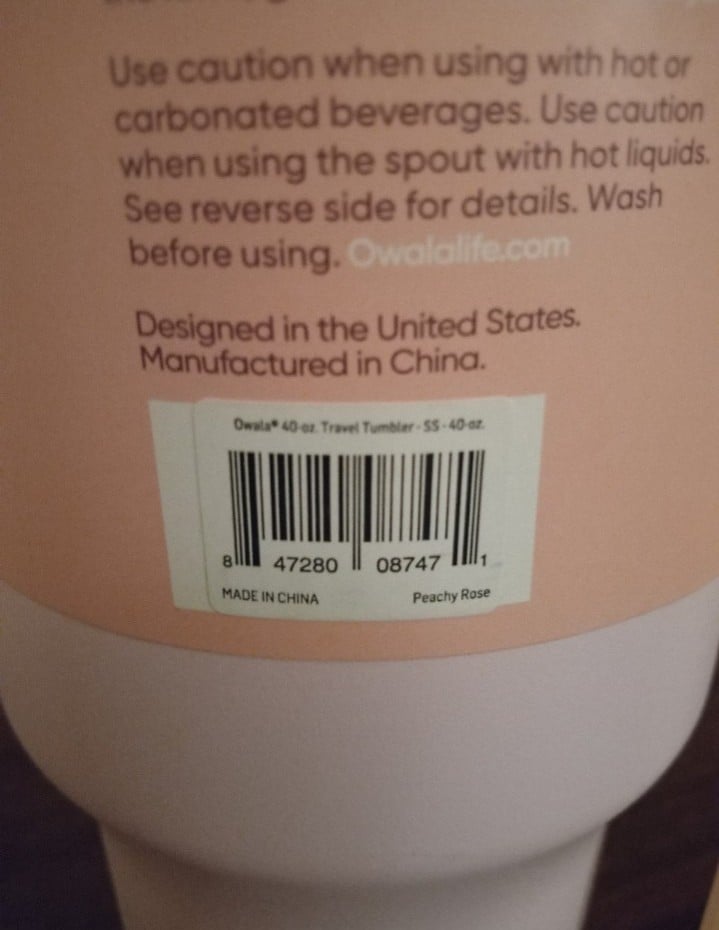 Use caution when using with hot or
carbonated beverages. Use caution
when using the spout with hot liquids.
See reverse side for details. Wash
before using. Owalalife.com
Designed in the United States.
Manufactured in China.
Owala® 40-oz. Travel Tumbler - SS - 40-oz.
8 47280 08747 1
MADE IN CHINA Peachy Rose